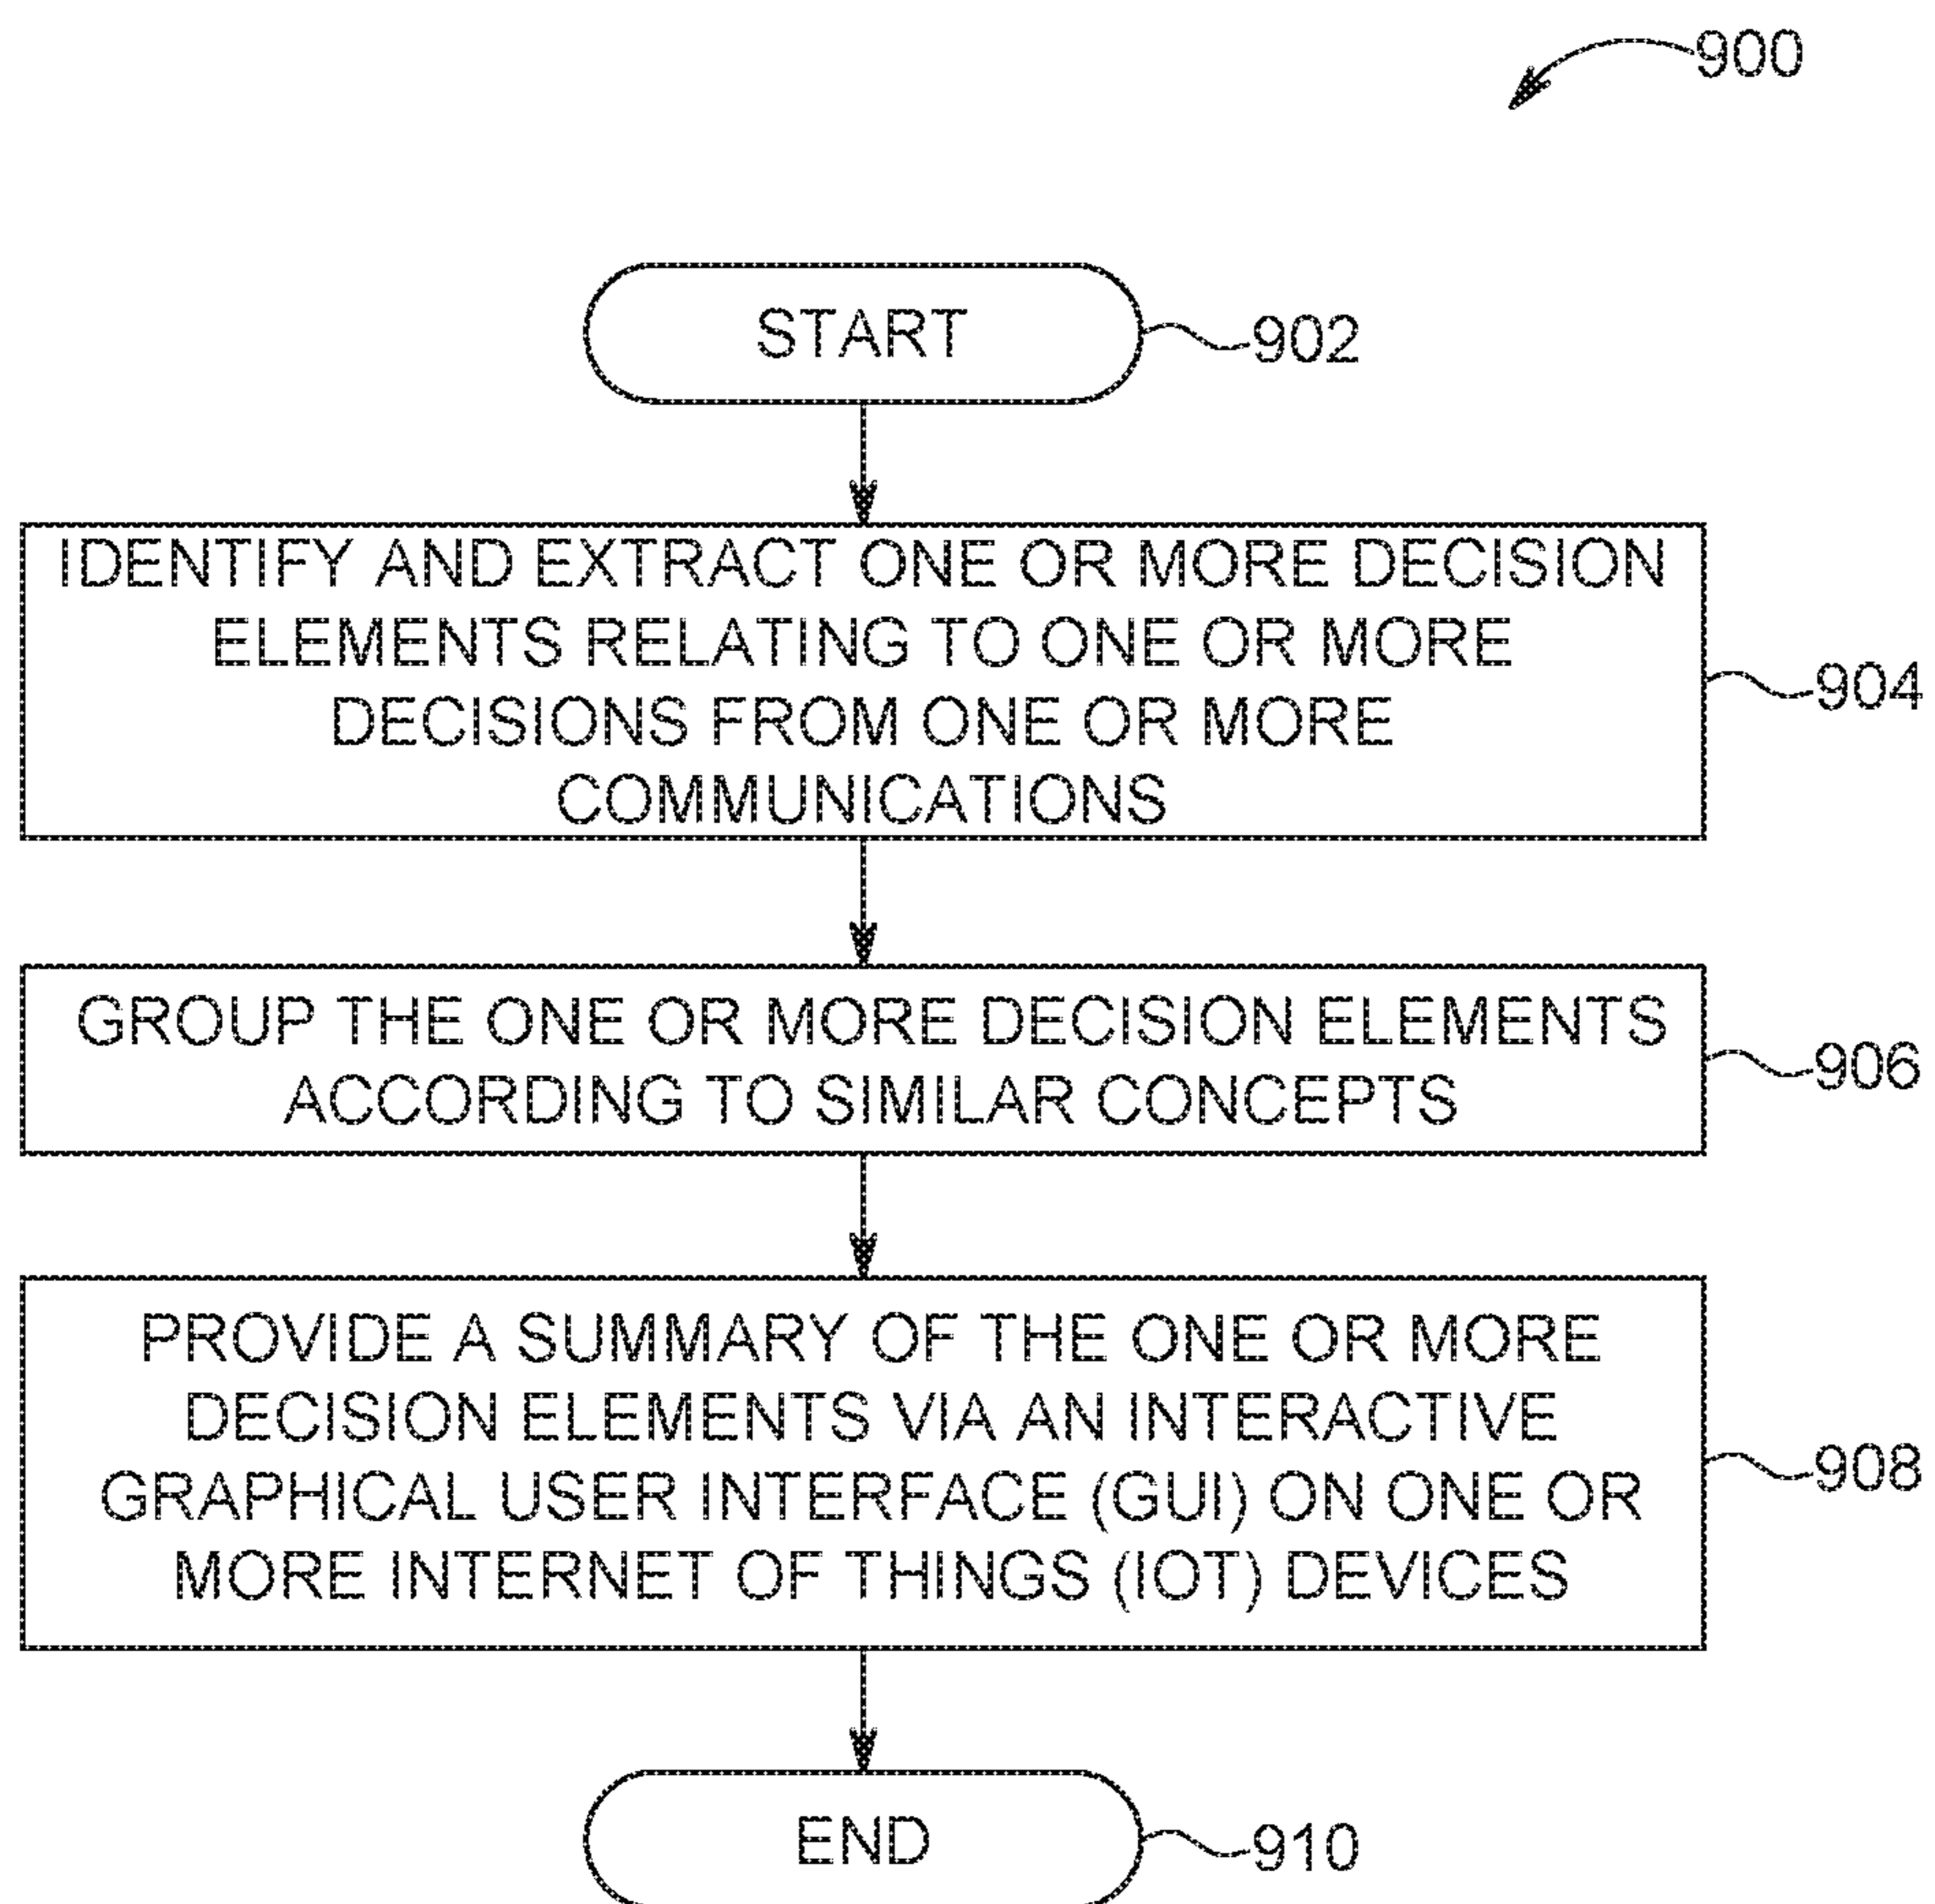 900
START
902
IDENTIFY AND EXTRACT ONE OR MORE DECISION
ELEMENTS RELATING TO ONE OR MORE
DECISIONS FROM ONE OR MORE
COMMUNICATIONS
904
GROUP THE ONE OR MORE DECISION ELEMENTS
ACCORDING TO SIMILAR CONCEPTS
906
PROVIDE A SUMMARY OF THE ONE OR MORE
DECISION ELEMENTS VIA AN INTERACTIVE
GRAPHICAL USER INTERFACE (GUI) ON ONE OR
MORE INTERNET OF THINGS (IOT) DEVICES
908
END
910